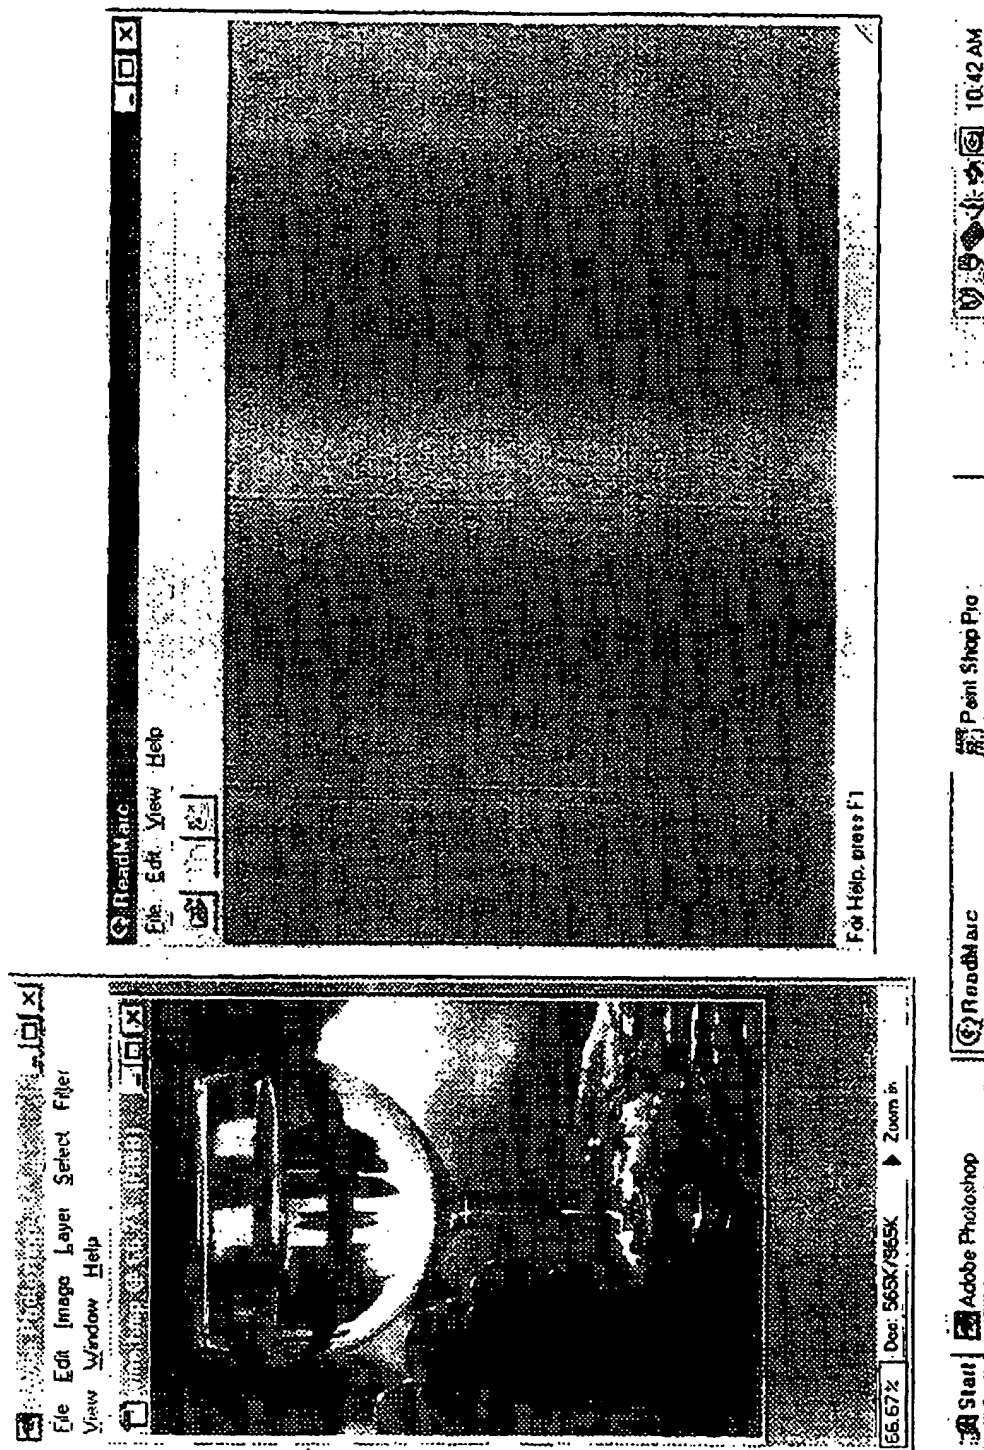 File Edit Image Layer Select Filter
View Window Help
66.67% Doc: 565K/865K Zoom in
ReadMarc
File Edit View Help
For Help, press F1
Start Adobe Photoshop ReadMarc Paint Shop Pro 10:42 AM